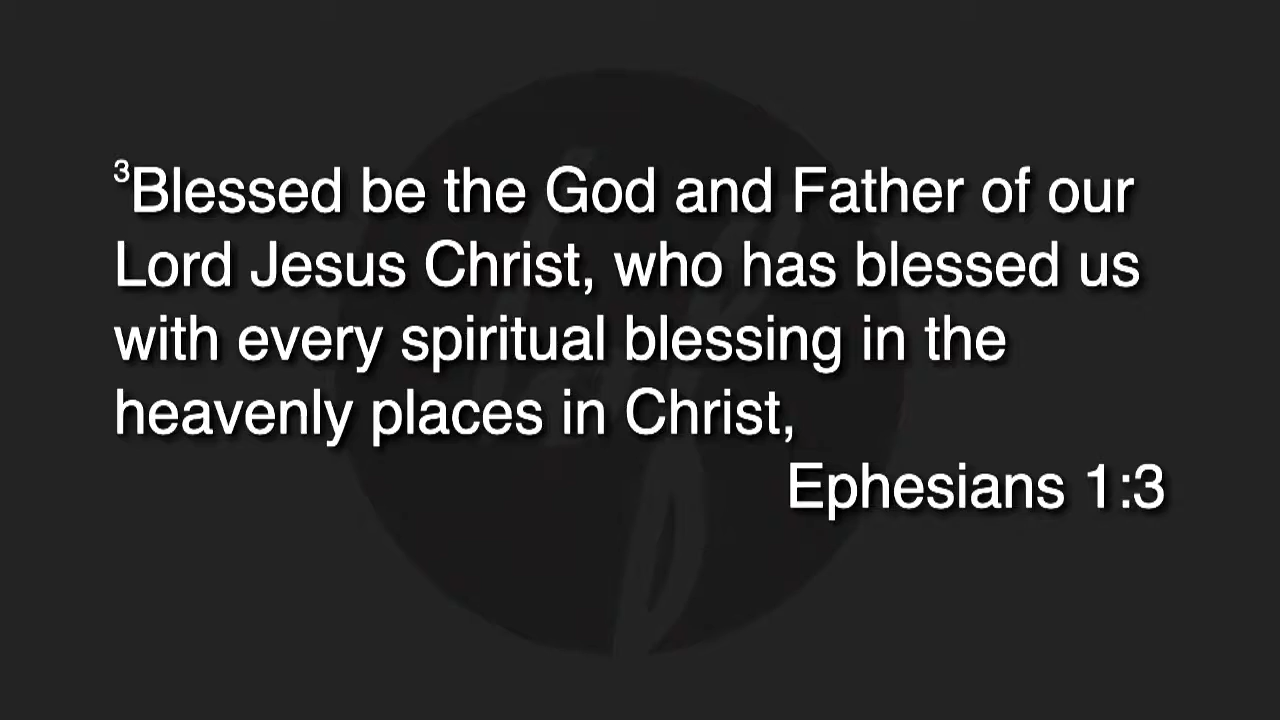 ³Blessed be the God and Father of our
Lord Jesus Christ, who has blessed us
with every spiritual blessing in the
heavenly places in Christ,
Ephesians 1:3